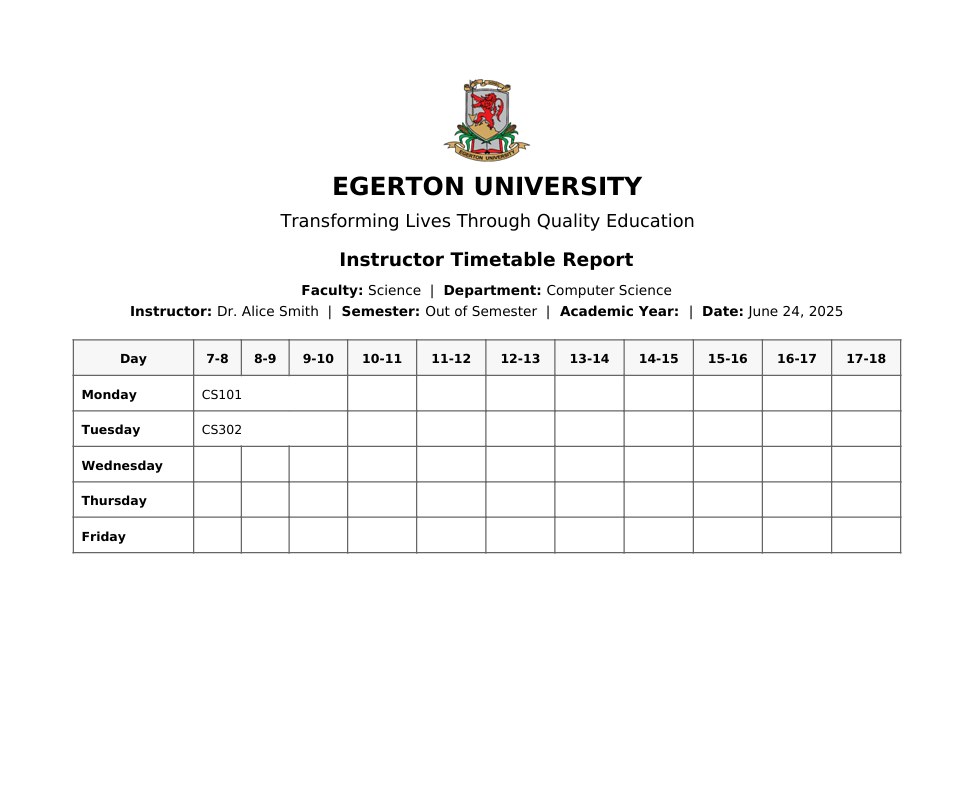 EGERTON UNIVERSITY
EGERTON UNIVERSITY
Transforming Lives Through Quality Education
Instructor Timetable Report
Faculty: Science | Department: Computer Science
Instructor: Dr. Alice Smith | Semester: Out of Semester | Academic Year: | Date: June 24, 2025
Day 7-8 8-9 9-10 10-11 11-12 12-13 13-14 14-15 15-16 16-17 17-18
Monday CS101
Tuesday CS302
Wednesday
Thursday
Friday